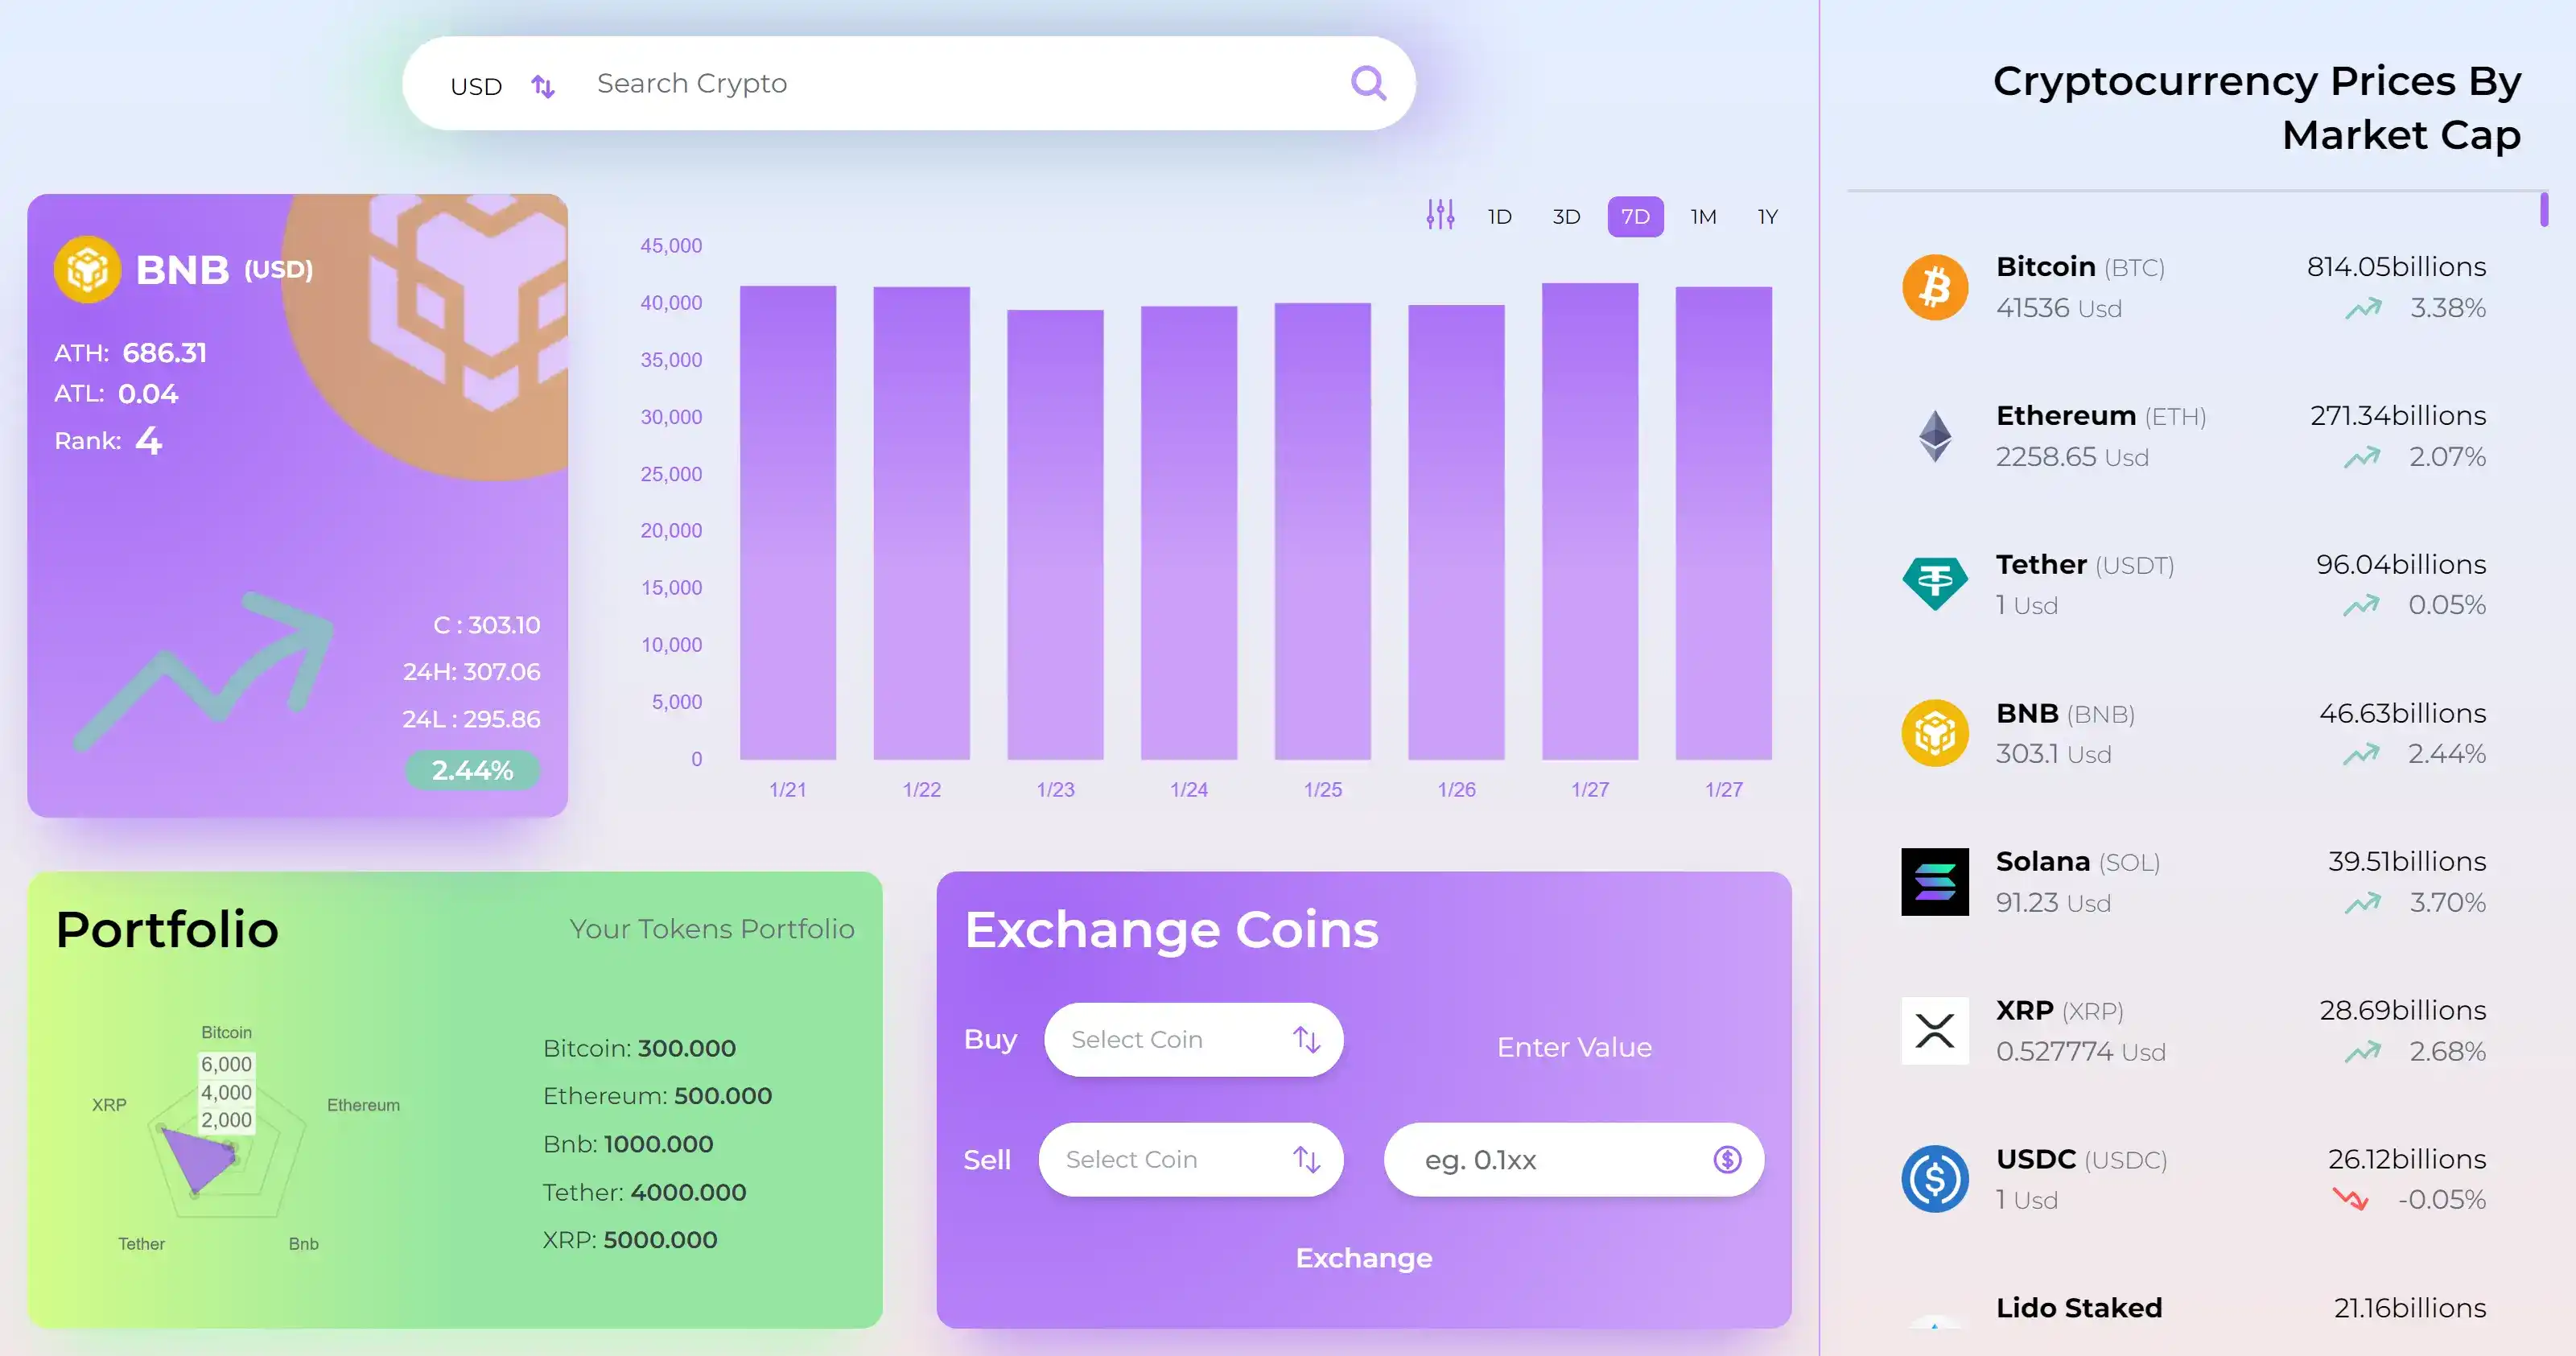 USD
Search Crypto
BNB (USD)
ATH: 686.31
ATL: 0.04
Rank: 4
C : 303.10
24H: 307.06
24L : 295.86
2.44%
1D 3D 7D 1M 1Y
45,000
40,000
35,000
30,000
25,000
20,000
15,000
10,000
5,000
0
1/21 1/22 1/23 1/24 1/25 1/26 1/27 1/27
Portfolio
Your Tokens Portfolio
Bitcoin
6,000
4,000
2,000
XRP
Ethereum
Tether
Bnb
Bitcoin: 300.000
Ethereum: 500.000
Bnb: 1000.000
Tether: 4000.000
XRP: 5000.000
Exchange Coins
Buy Select Coin
Enter Value
Sell Select Coin
eg. 0.1xx
Exchange
Cryptocurrency Prices By
Market Cap
Bitcoin (BTC) 814.05billions
41536 Usd 3.38%
Ethereum (ETH) 271.34billions
2258.65 Usd 2.07%
Tether (USDT) 96.04billions
1 Usd 0.05%
BNB (BNB) 46.63billions
303.1 Usd 2.44%
Solana (SOL) 39.51billions
91.23 Usd 3.70%
XRP (XRP) 28.69billions
0.527774 Usd 2.68%
USDC (USDC) 26.12billions
1 Usd -0.05%
Lido Staked 21.16billions